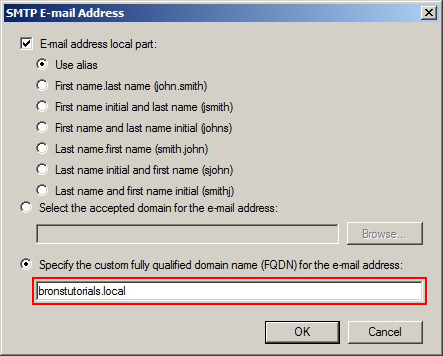 SMTP E-mail Address
E-mail address local part:
Use alias
First name.last name (john.smith)
First name initial and last name (jsmith)
First name and last name initial (johns)
Last name.first name (smith.john)
Last name initial and first name (sjohn)
Last name and first name initial (smithj)
Select the accepted domain for the e-mail address:
Browse...
Specify the custom fully qualified domain name (FQDN) for the e-mail address:
bronstutorials.local
OK Cancel